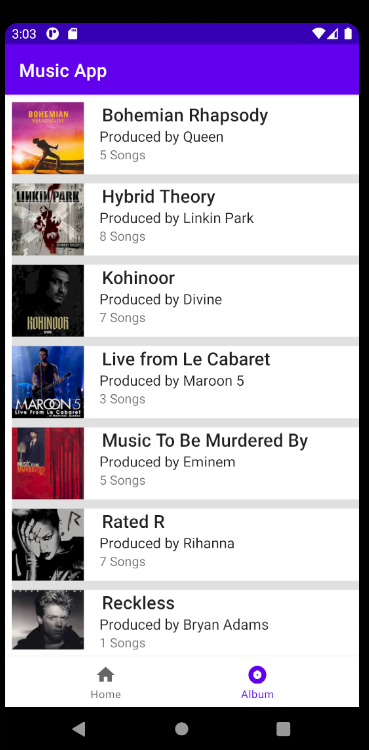 3:03
Music App
BOHEMIAN
RHAPSODY
Bohemian Rhapsody
Produced by Queen
5 Songs
LINKIN PARK
Hybrid Theory
Produced by Linkin Park
8 Songs
KOHINOOR
Kohinoor
Produced by Divine
7 Songs
MAROON 5
Live From Le Cabaret
Live from Le Cabaret
Produced by Maroon 5
3 Songs
Music To Be Murdered By
Produced by Eminem
5 Songs
R
Rated R
Produced by Rihanna
7 Songs
Reckless
Produced by Bryan Adams
1 Songs
Home
Album